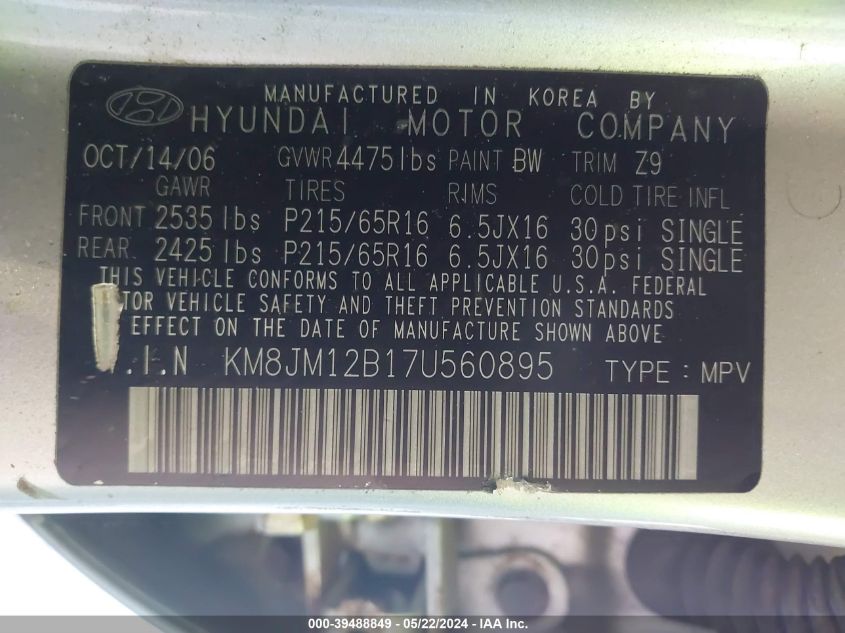 MANUFACTURED IN KOREA BY
HYUNDAI MOTOR COMPANY
OCT/14/06 GVWR 4475lbs PAINT BW TRIM Z9
GAWR TIRES RIMS COLD TIRE INFL
FRONT 2535 lbs P215/65R16 6.5JX16 30psi SINGLE
REAR 2425 lbs P215/65R16 6.5JX16 30psi SINGLE
THIS VEHICLE CONFORMS TO ALL APPLICABLE U.S.A. FEDERAL
TOR VEHICLE SAFETY AND THEFT PREVENTION STANDARDS
EFFECT ON THE DATE OF MANUFACTURE SHOWN ABOVE
.I.N KM8JM12B17U560895 TYPE : MPV
000-39488849 - 05/22/2024 - IAA Inc.